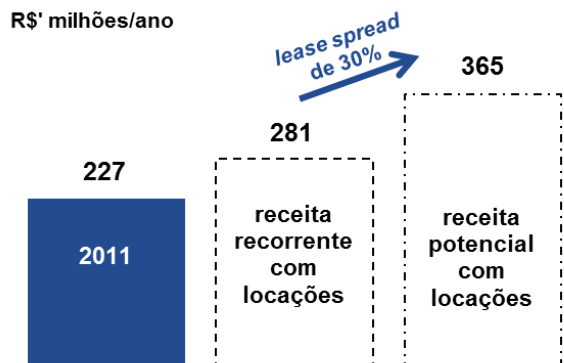 R$' milhões/ano
lease spread
de 30%
365
281
227
2011
receita
recorrente
com
locações
receita
potencial
com
locações